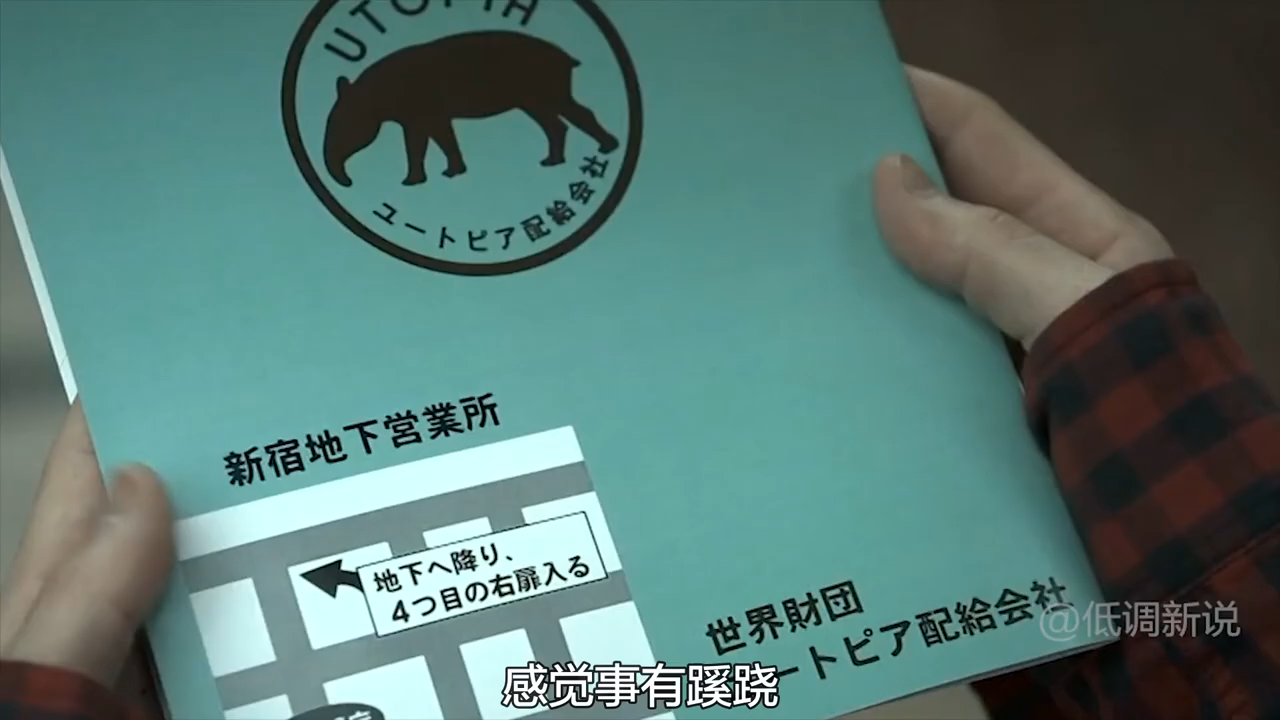 UTOPIA
ユートピア配給会社
新宿地下営業所
地下へ降り、
4つ目の右扉入る
世界財団
ートピア配給会社
@低调新说
感觉事有蹊跷